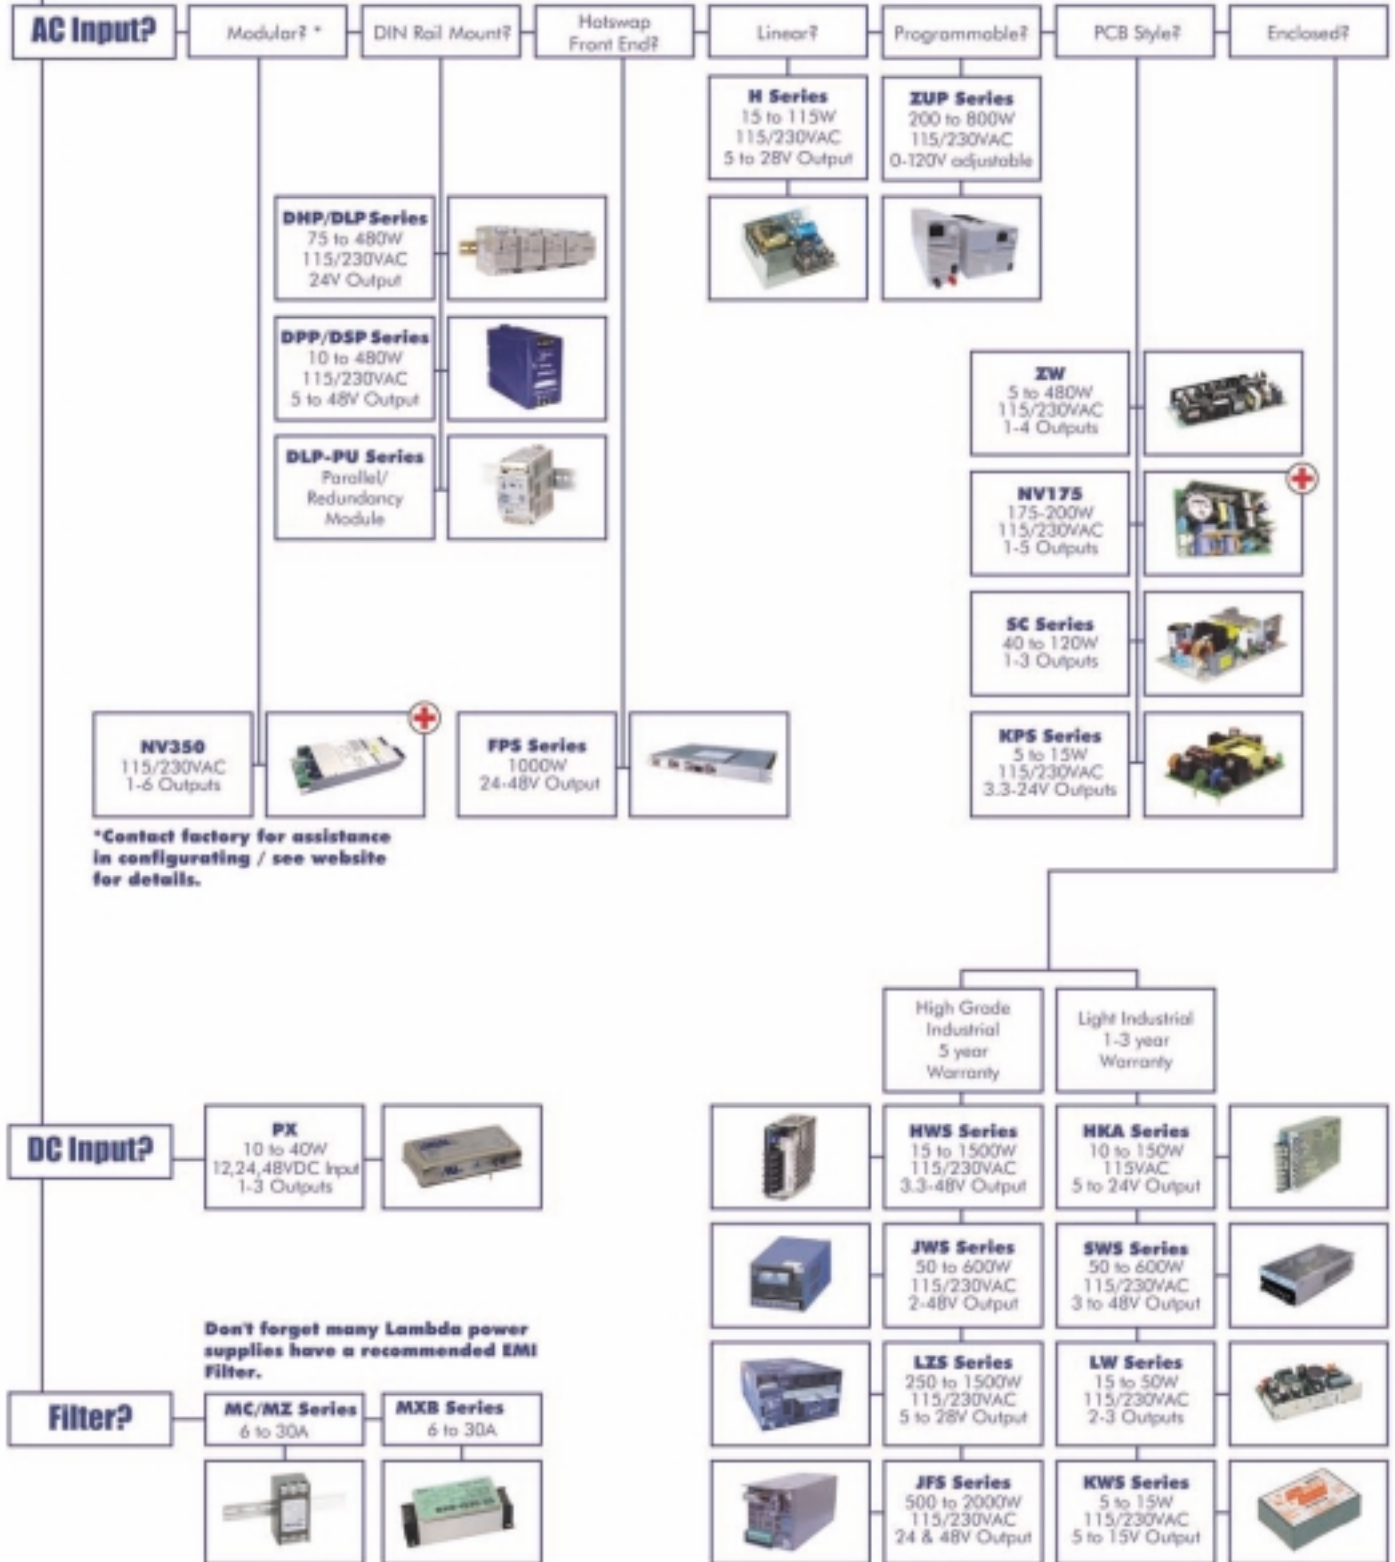 AC Input?
Modular? *
DIN Rail Mount?
Hotswap
Front End?
Linear?
Programmable?
PCB Style?
Enclosed?
H Series
15 to 115W
115/230VAC
5 to 28V Output
ZUP Series
200 to 800W
115/230VAC
0-120V adjustable
DHP/DLP Series
75 to 480W
115/230VAC
24V Output
DPP/DSP Series
10 to 480W
115/230VAC
5 to 48V Output
DLP-PU Series
Parallel/
Redundancy
Module
ZW
5 to 480W
115/230VAC
1-4 Outputs
NV175
175-200W
115/230VAC
1-5 Outputs
SC Series
40 to 120W
1-3 Outputs
KPS Series
5 to 15W
115/230VAC
3.3-24V Outputs
NV350
115/230VAC
1-6 Outputs
FPS Series
1000W
24-48V Output
*Contact factory for assistance
in configurating / see website
for details.
High Grade
Industrial
5 year
Warranty
Light Industrial
1-3 year
Warranty
DC Input?
PX
10 to 40W
12,24,48VDC Input
1-3 Outputs
HWS Series
15 to 1500W
115/230VAC
3.3-48V Output
HKA Series
10 to 150W
115VAC
5 to 24V Output
JWS Series
50 to 600W
115/230VAC
2-48V Output
SWS Series
50 to 600W
115/230VAC
3 to 48V Output
Don't forget many Lambda power
supplies have a recommended EMI
Filter.
LZS Series
250 to 1500W
115/230VAC
5 to 28V Output
LW Series
15 to 50W
115/230VAC
2-3 Outputs
Filter?
MC/MZ Series
6 to 30A
MXB Series
6 to 30A
JFS Series
500 to 2000W
115/230VAC
24 & 48V Output
KWS Series
5 to 15W
115/230VAC
5 to 15V Output